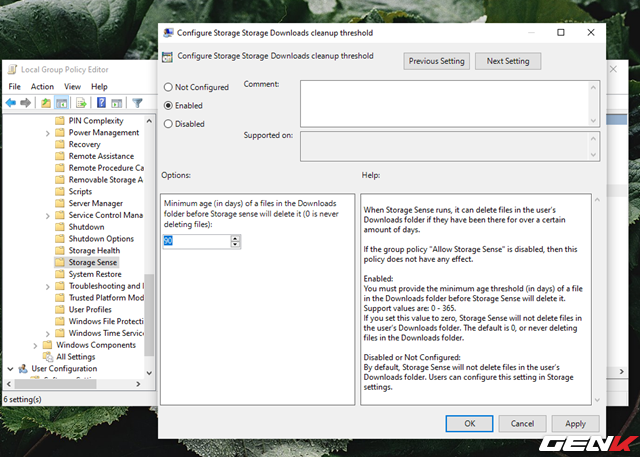 Configure Storage Storage Downloads cleanup threshold
Configure Storage Storage Downloads cleanup threshold
Previous Setting
Next Setting
Not Configured
Enabled
Disabled
Comment:
Supported on:
Options:
Help:
Minimum age (in days) of a files in the Downloads
folder before Storage sense will delete it (0 is never
deleting files):
90
When Storage Sense runs, it can delete files in the user's
Downloads folder if they have been there for over a certain
amount of days.
If the group policy "Allow Storage Sense" is disabled, then this
policy does not have any effect.
Enabled:
You must provide the minimum age threshold (in days) of a file
in the Downloads folder before Storage Sense will delete it.
Support values are: 0 - 365.
If you set this value to zero, Storage Sense will not delete files in
the user's Downloads folder. The default is 0, or never deleting
files in the Downloads folder.
Disabled or Not Configured:
By default, Storage Sense will not delete files in the user's
Downloads folder. Users can configure this setting in Storage
settings.
OK
Cancel
Apply
Local Group Policy Editor
File Action View Help
PIN Complexity
Power Management
Recovery
Remote Assistance
Remote Procedure Ca
Removable Storage A
Scripts
Server Manager
Service Control Mana
Shutdown
Shutdown Options
Storage Health
Storage Sense
System Restore
Troubleshooting and
Trusted Platform Mod
User Profiles
Windows File Protecti
Windows Time Service
Windows Components
All Settings
User Configuration
6 setting(s)
GENK